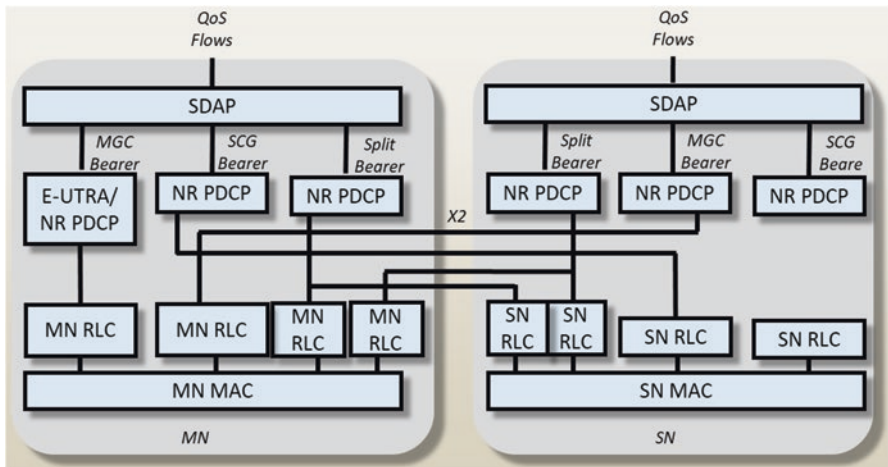 QoS
Flows
QoS
Flows
SDAP
SDAP
MGC
Bearer
SCG
Bearer
Split
Bearer
Split
Bearer
MGC
Bearer
SCG
Beare
E-UTRA/
NR PDCP
NR PDCP
NR PDCP
NR PDCP
NR PDCP
NR PDCP
X2
MN RLC
MN RLC
MN
RLC
MN
RLC
SN
RLC
SN
RLC
SN RLC
SN RLC
MN MAC
SN MAC
MN
SN